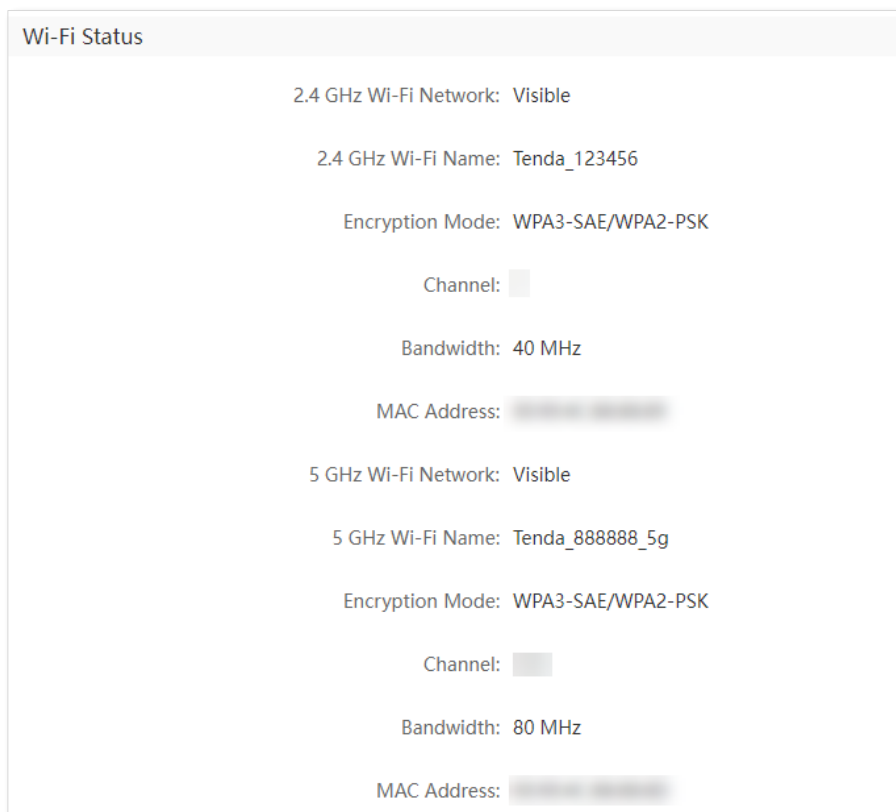 Wi-Fi Status
2.4 GHz Wi-Fi Network: Visible
2.4 GHz Wi-Fi Name: Tenda_123456
Encryption Mode: WPA3-SAE/WPA2-PSK
Channel:
Bandwidth: 40 MHz
MAC Address:
5 GHz Wi-Fi Network: Visible
5 GHz Wi-Fi Name: Tenda_888888_5g
Encryption Mode: WPA3-SAE/WPA2-PSK
Channel:
Bandwidth: 80 MHz
MAC Address: